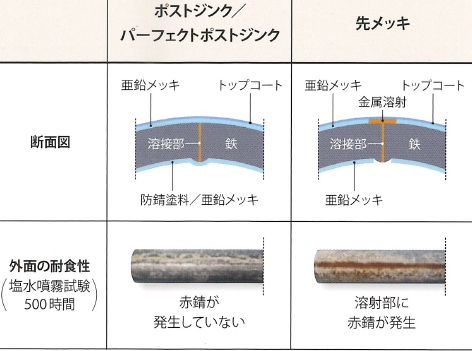 ポストジンク／
パーフェクトポストジンク
先メッキ
断面図
亜鉛メッキ
トップコート
溶接部
鉄
防錆塗料／亜鉛メッキ
亜鉛メッキ
トップコート
金属溶射
溶接部
鉄
亜鉛メッキ
外面の耐食性
(塩水噴霧試験
500時間)
赤錆が
発生していない
溶射部に
赤錆が発生